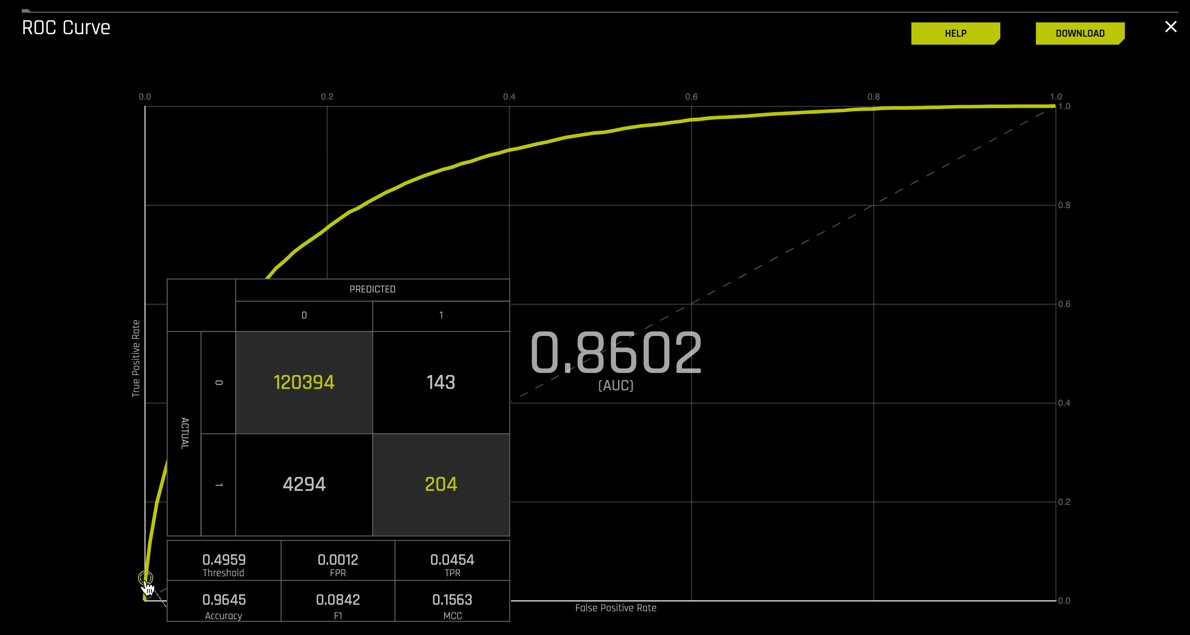 ROC Curve
HELP
DOWNLOAD
0.0 0.2 0.4 0.6 0.8 1.0
1.0
0.8
0.6
0.4
0.2
0.0
True Positive Rate
False Positive Rate
0.8602
(AUC)
PREDICTED
0 1
ACTUAL
0 120394 143
1 4294 204
0.4959 0.0012 0.0454
Threshold FPR TPR
0.9645 0.0842 0.1563
Accuracy F1 MCC